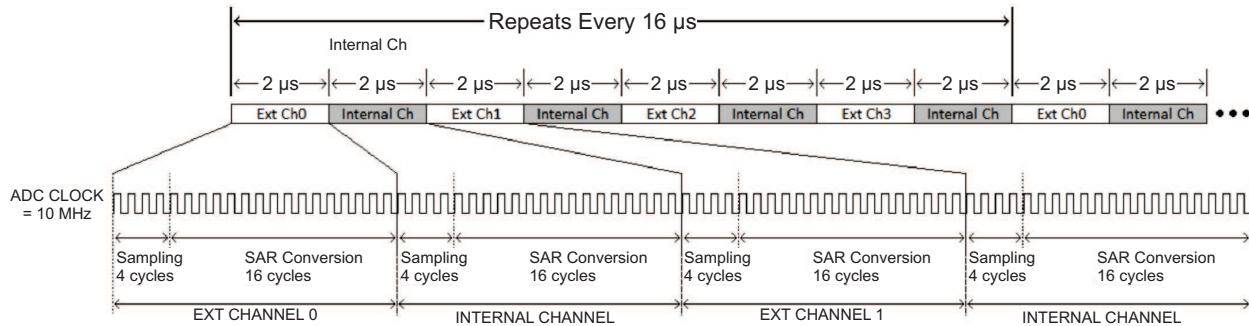 Repeats Every 16 µs
Internal Ch
2 µs 2 µs 2 µs 2 µs 2 µs 2 µs 2 µs 2 µs 2 µs 2 µs
Ext Ch0 Internal Ch Ext Ch1 Internal Ch Ext Ch2 Internal Ch Ext Ch3 Internal Ch Ext Ch0 Internal Ch
ADC CLOCK
= 10 MHz
Sampling SAR Conversion Sampling SAR Conversion Sampling SAR Conversion Sampling SAR Conversion
4 cycles 16 cycles 4 cycles 16 cycles 4 cycles 16 cycles 4 cycles 16 cycles
EXT CHANNEL 0 INTERNAL CHANNEL EXT CHANNEL 1 INTERNAL CHANNEL